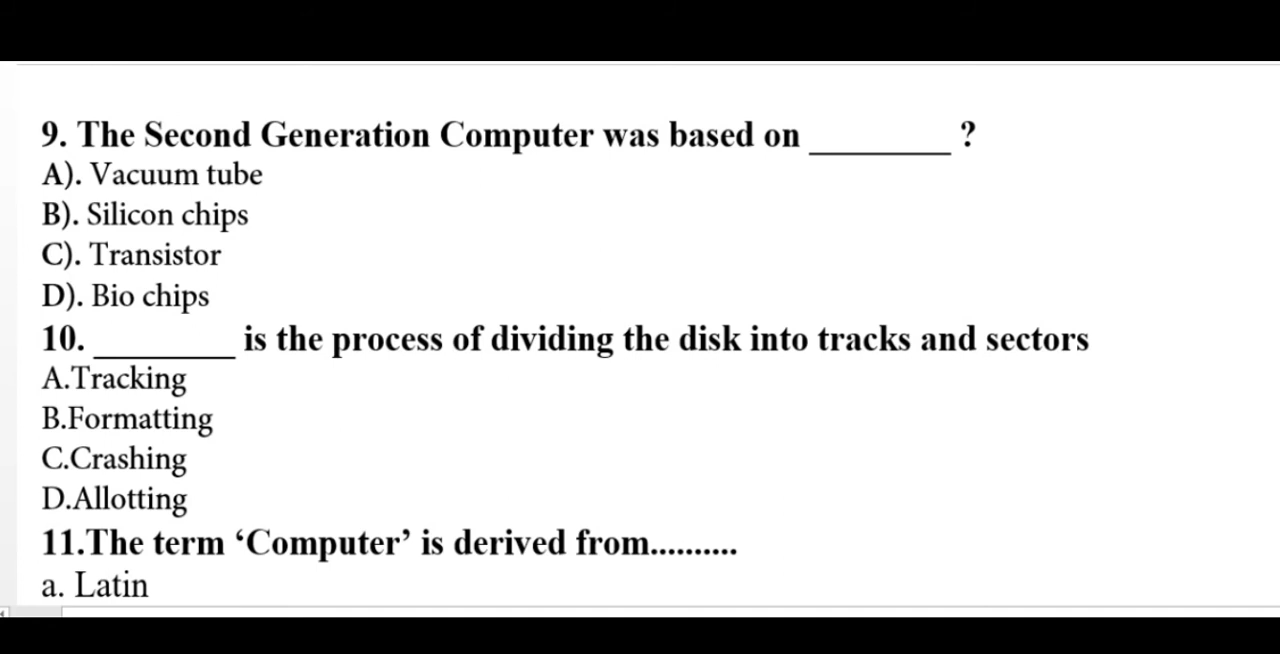 9. The Second Generation Computer was based on ________ ?
A). Vacuum tube
B). Silicon chips
C). Transistor
D). Bio chips
10. ________ is the process of dividing the disk into tracks and sectors
A.Tracking
B.Formatting
C.Crashing
D.Allotting
11.The term ‘Computer’ is derived from..........
a. Latin